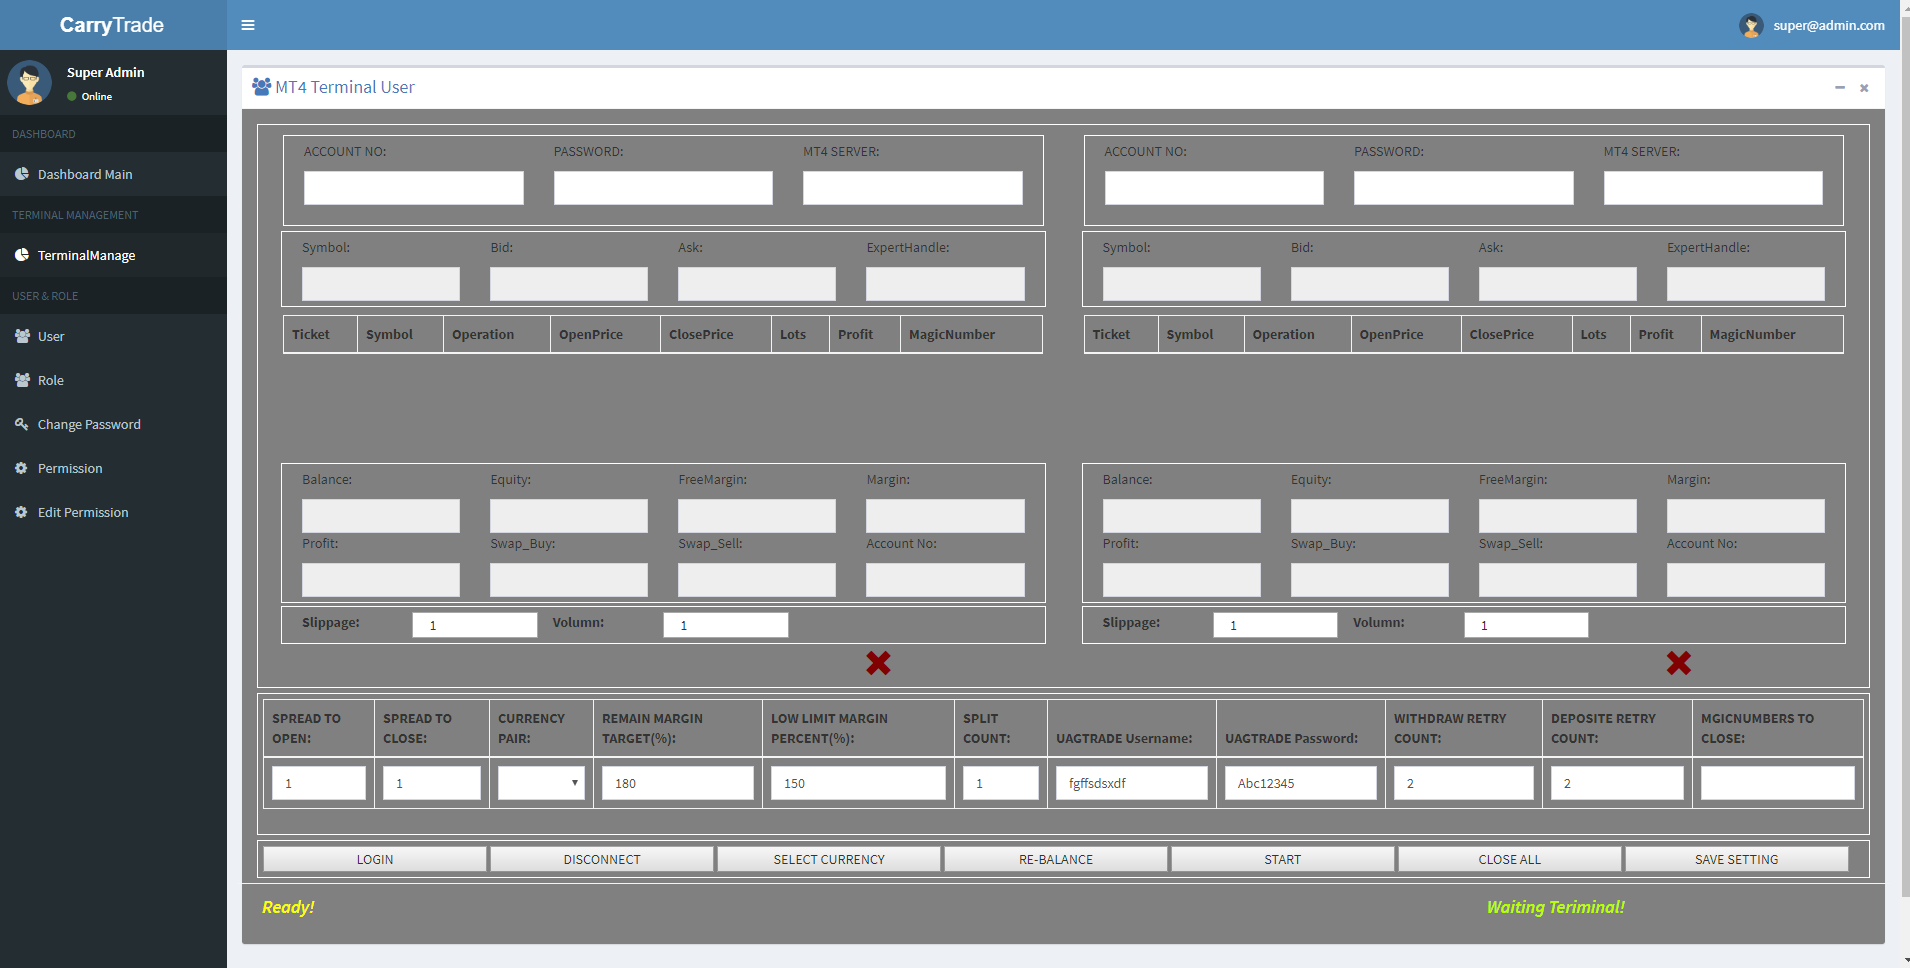 CarryTrade
super@admin.com
Super Admin
Online
DASHBOARD
Dashboard Main
TERMINAL MANAGEMENT
TerminalManage
USER & ROLE
User
Role
Change Password
Permission
Edit Permission
MT4 Terminal User
ACCOUNT NO: PASSWORD: MT4 SERVER:
Symbol: Bid: Ask: ExpertHandle:
Ticket Symbol Operation OpenPrice ClosePrice Lots Profit MagicNumber
Balance: Equity: FreeMargin: Margin:
Profit: Swap_Buy: Swap_Sell: Account No:
Slippage: 1 Volumn: 1
ACCOUNT NO: PASSWORD: MT4 SERVER:
Symbol: Bid: Ask: ExpertHandle:
Ticket Symbol Operation OpenPrice ClosePrice Lots Profit MagicNumber
Balance: Equity: FreeMargin: Margin:
Profit: Swap_Buy: Swap_Sell: Account No:
Slippage: 1 Volumn: 1
SPREAD TO OPEN: SPREAD TO CLOSE: CURRENCY PAIR: REMAIN MARGIN TARGET(%): LOW LIMIT MARGIN PERCENT(%): SPLIT COUNT: UAGTRADE Username: UAGTRADE Password: WITHDRAW RETRY COUNT: DEPOSITE RETRY COUNT: MGICNUMBERS TO CLOSE:
1 1 180 150 1 fgffsdsxdf Abc12345 2 2
LOGIN DISCONNECT SELECT CURRENCY RE-BALANCE START CLOSE ALL SAVE SETTING
Ready! Waiting Teriminal!